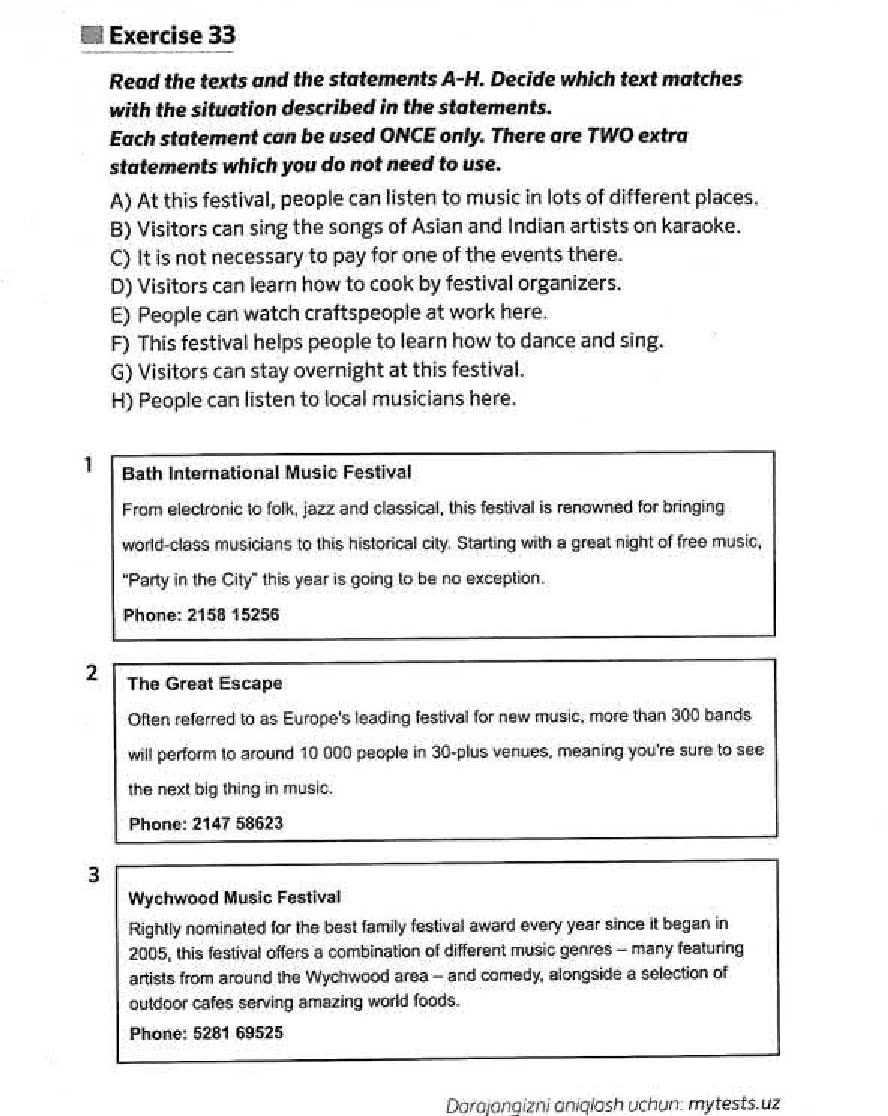 Exercise 33
Read the texts and the statements A-H. Decide which text matches
with the situation described in the statements.
Each statement can be used ONCE only. There are TWO extra
statements which you do not need to use.
A) At this festival, people can listen to music in lots of different places.
B) Visitors can sing the songs of Asian and Indian artists on karaoke.
C) It is not necessary to pay for one of the events there.
D) Visitors can learn how to cook by festival organizers.
E) People can watch craftspeople at work here.
F) This festival helps people to learn how to dance and sing.
G) Visitors can stay overnight at this festival.
H) People can listen to local musicians here.
1
Bath International Music Festival
From electronic to folk, jazz and classical, this festival is renowned for bringing
world-class musicians to this historical city. Starting with a great night of free music,
"Party in the City" this year is going to be no exception.
Phone: 2158 15256
2
The Great Escape
Often referred to as Europe's leading festival for new music, more than 300 bands
will perform to around 10 000 people in 30-plus venues, meaning you're sure to see
the next big thing in music.
Phone: 2147 58623
3
Wychwood Music Festival
Rightly nominated for the best family festival award every year since it began in
2005, this festival offers a combination of different music genres – many featuring
artists from around the Wychwood area – and comedy, alongside a selection of
outdoor cafes serving amazing world foods.
Phone: 5281 69525
Darajangizni aniqlash uchun: mytests.uz